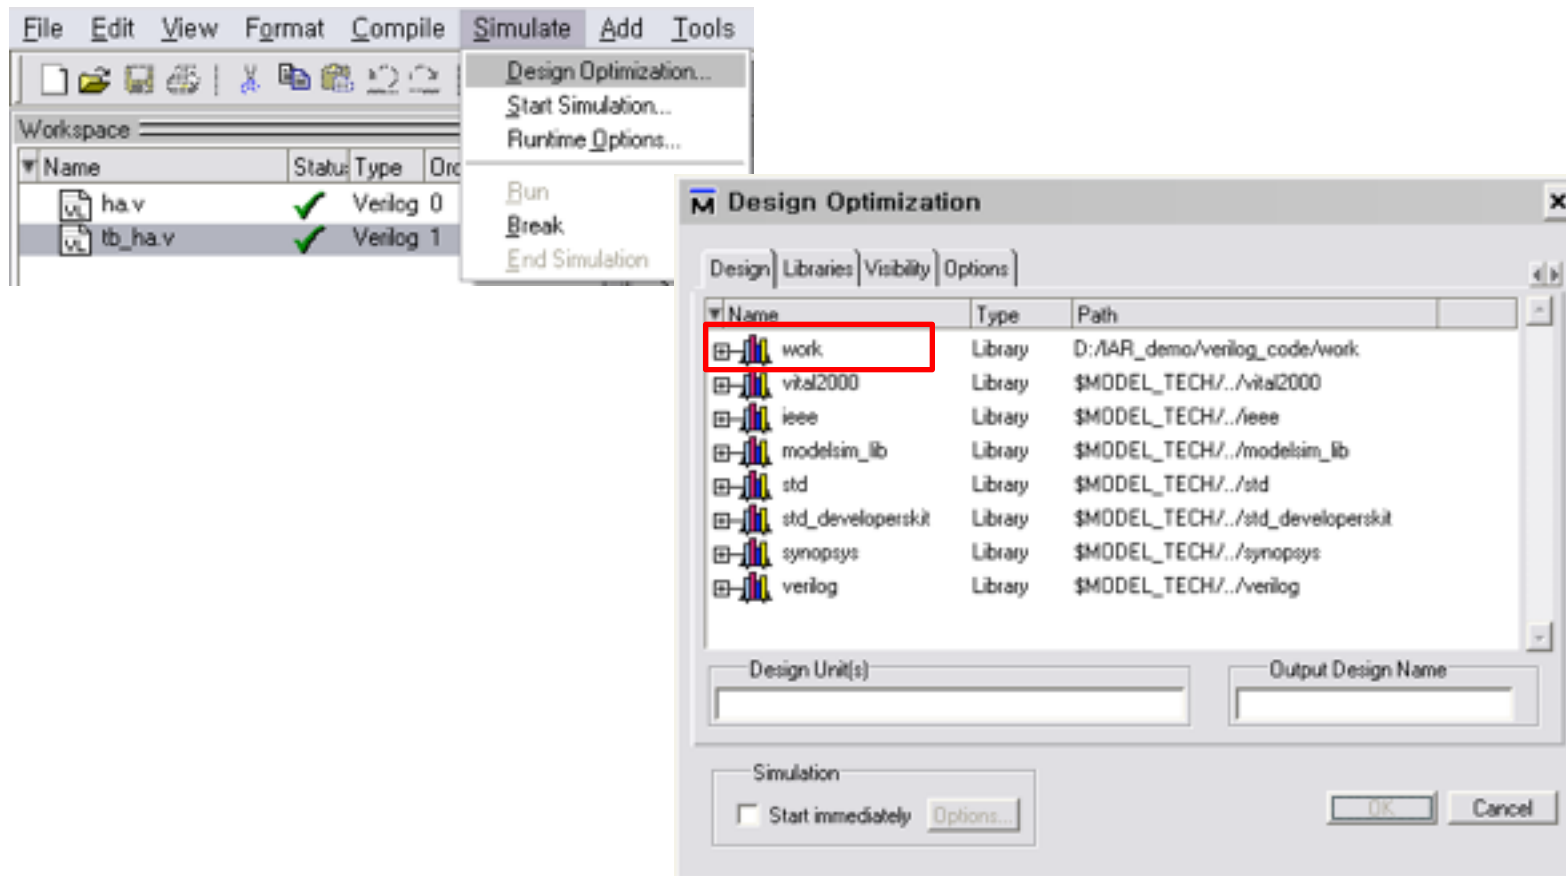 File Edit View Format Compile Simulate Add Tools
Design Optimization...
Start Simulation...
Runtime Options...
Run
Break
End Simulation
Workspace
Name Statu: Type Orc
ha.v Verilog 0
tb_ha.v Verilog 1
M Design Optimization
Design Libraries Visibility Options
Name Type Path
work Library D:/IAR_demo/verilog_code/work
vital2000 Library $MODEL_TECH/../vital2000
ieee Library $MODEL_TECH/../ieee
modelsim_lib Library $MODEL_TECH/../modelsim_lib
std Library $MODEL_TECH/../std
std_developerskit Library $MODEL_TECH/../std_developerskit
synopsys Library $MODEL_TECH/../synopsys
verilog Library $MODEL_TECH/../verilog
Design Unit(s) Output Design Name
Simulation
Start immediately Options...
OK Cancel